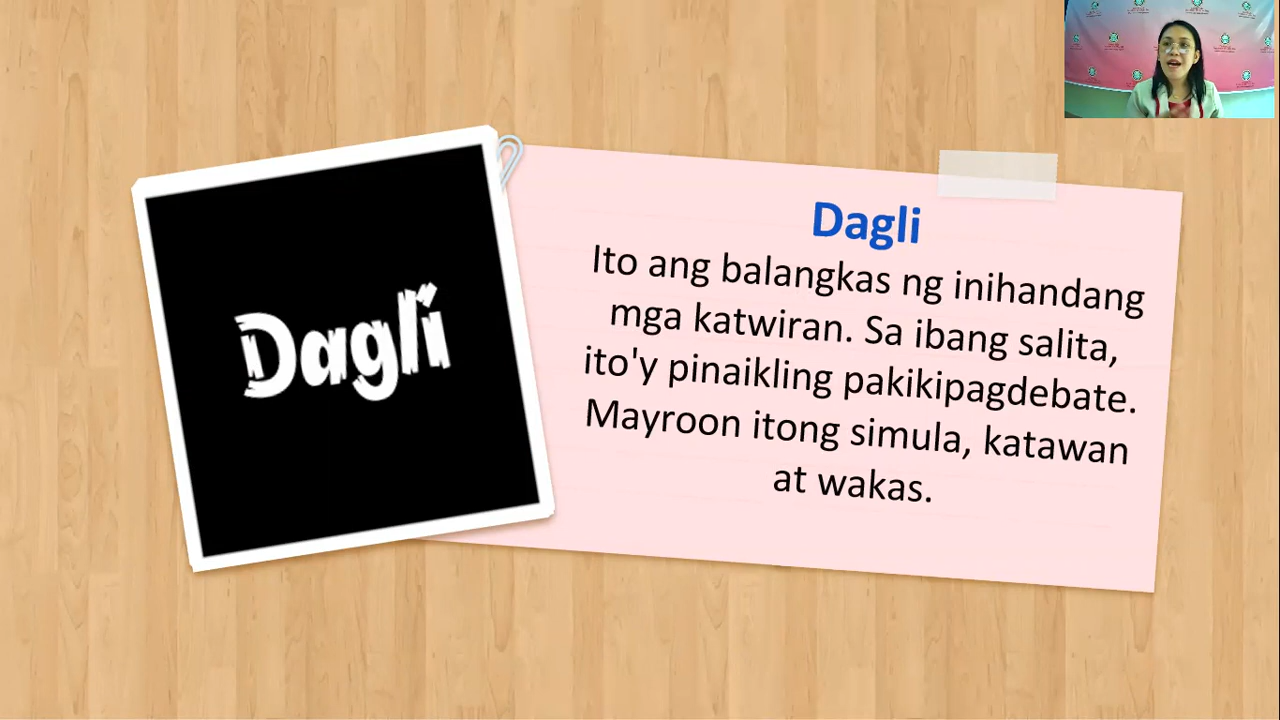 Dagli
Dagli
Ito ang balangkas ng inihandang
mga katwiran. Sa ibang salita,
ito'y pinaikling pakikipagdebate.
Mayroon itong simula, katawan
at wakas.